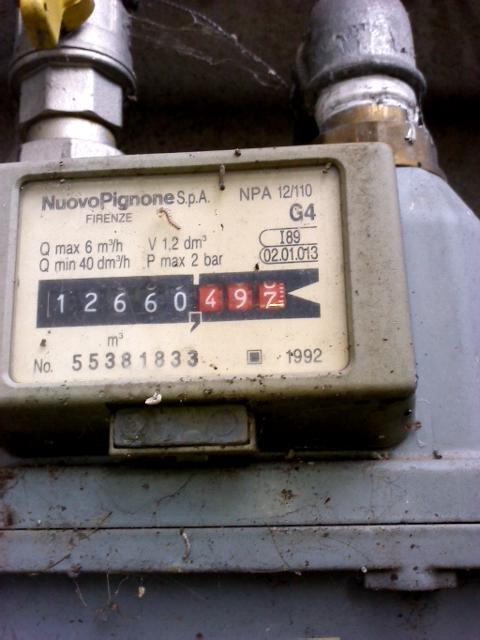 NuovoPignone S.p.A. NPA 12/110
FIRENZE G4
Q max 6 m³/h V 1,2 dm³ I89
Q min 40 dm³/h P max 2 bar 02.01.013
12660,497
m³
No. 55381833 1992